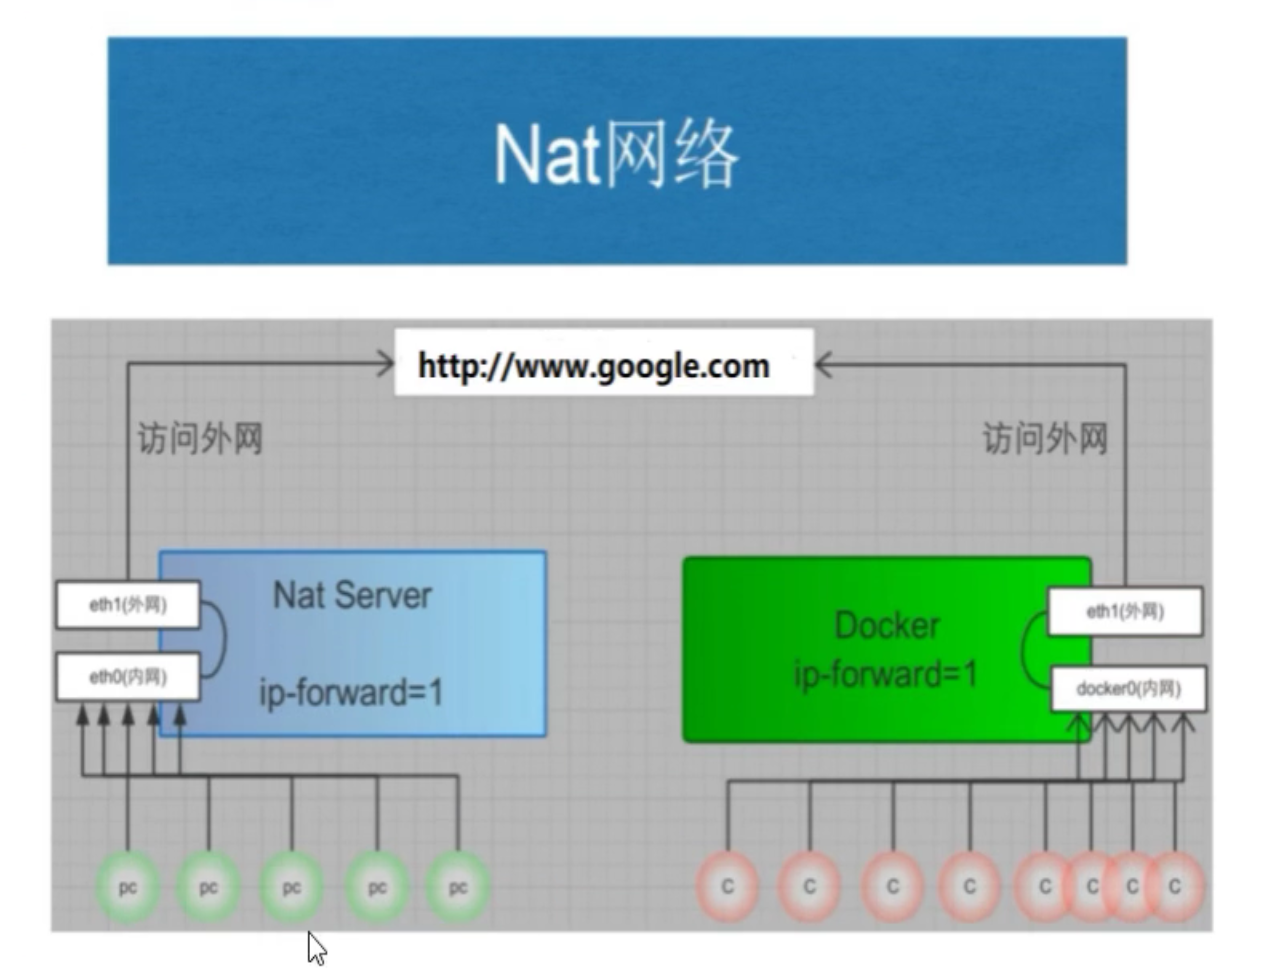 Nat网络
http://www.google.com
访问外网
访问外网
eth1(外网)
Nat Server
eth0(内网)
ip-forward=1
Docker
ip-forward=1
eth1(外网)
docker0(内网)
pc
pc
pc
pc
pc
C
C
C
C
C
C
C
C